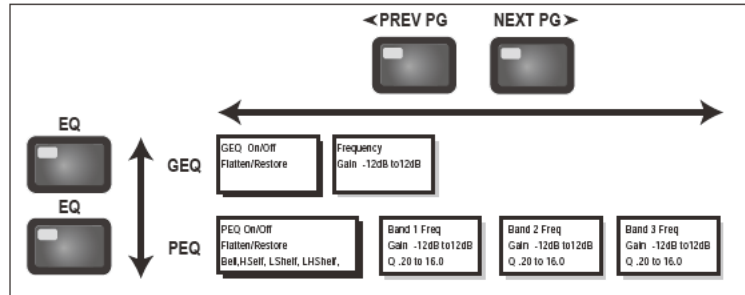 <PREV PG NEXT PG>
EQ
GEQ
GEQ On/Off
Flatten/Restore
Frequency
Gain -12dB to12dB
EQ
PEQ
PEQ On/Off
Flatten/Restore
Bell,HSelf, LShelf, LHShelf,
Band 1 Freq
Gain -12dB to12dB
Q .20 to 16.0
Band 2 Freq
Gain -12dB to12dB
Q .20 to 16.0
Band 3 Freq
Gain -12dB to12dB
Q .20 to 16.0